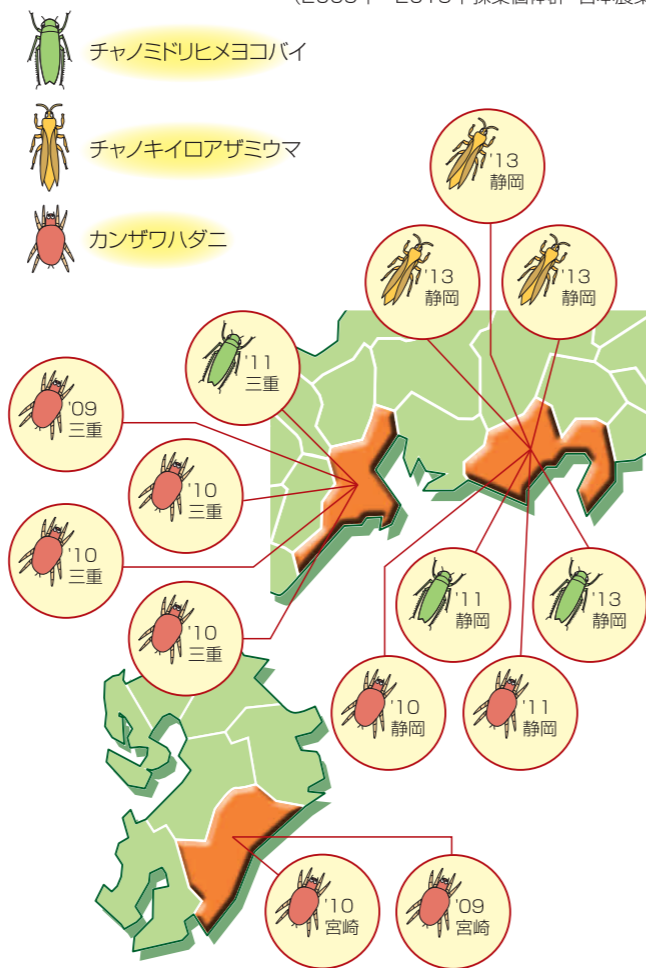 チャノミドリヒメヨコバイ
チャノキイロアザミウマ
カンザワハダニ
'13
静岡
'13
静岡
'13
静岡
'11
三重
'09
三重
'10
三重
'10
三重
'10
三重
'11
静岡
'13
静岡
'10
静岡
'11
静岡
'10
宮崎
'09
宮崎